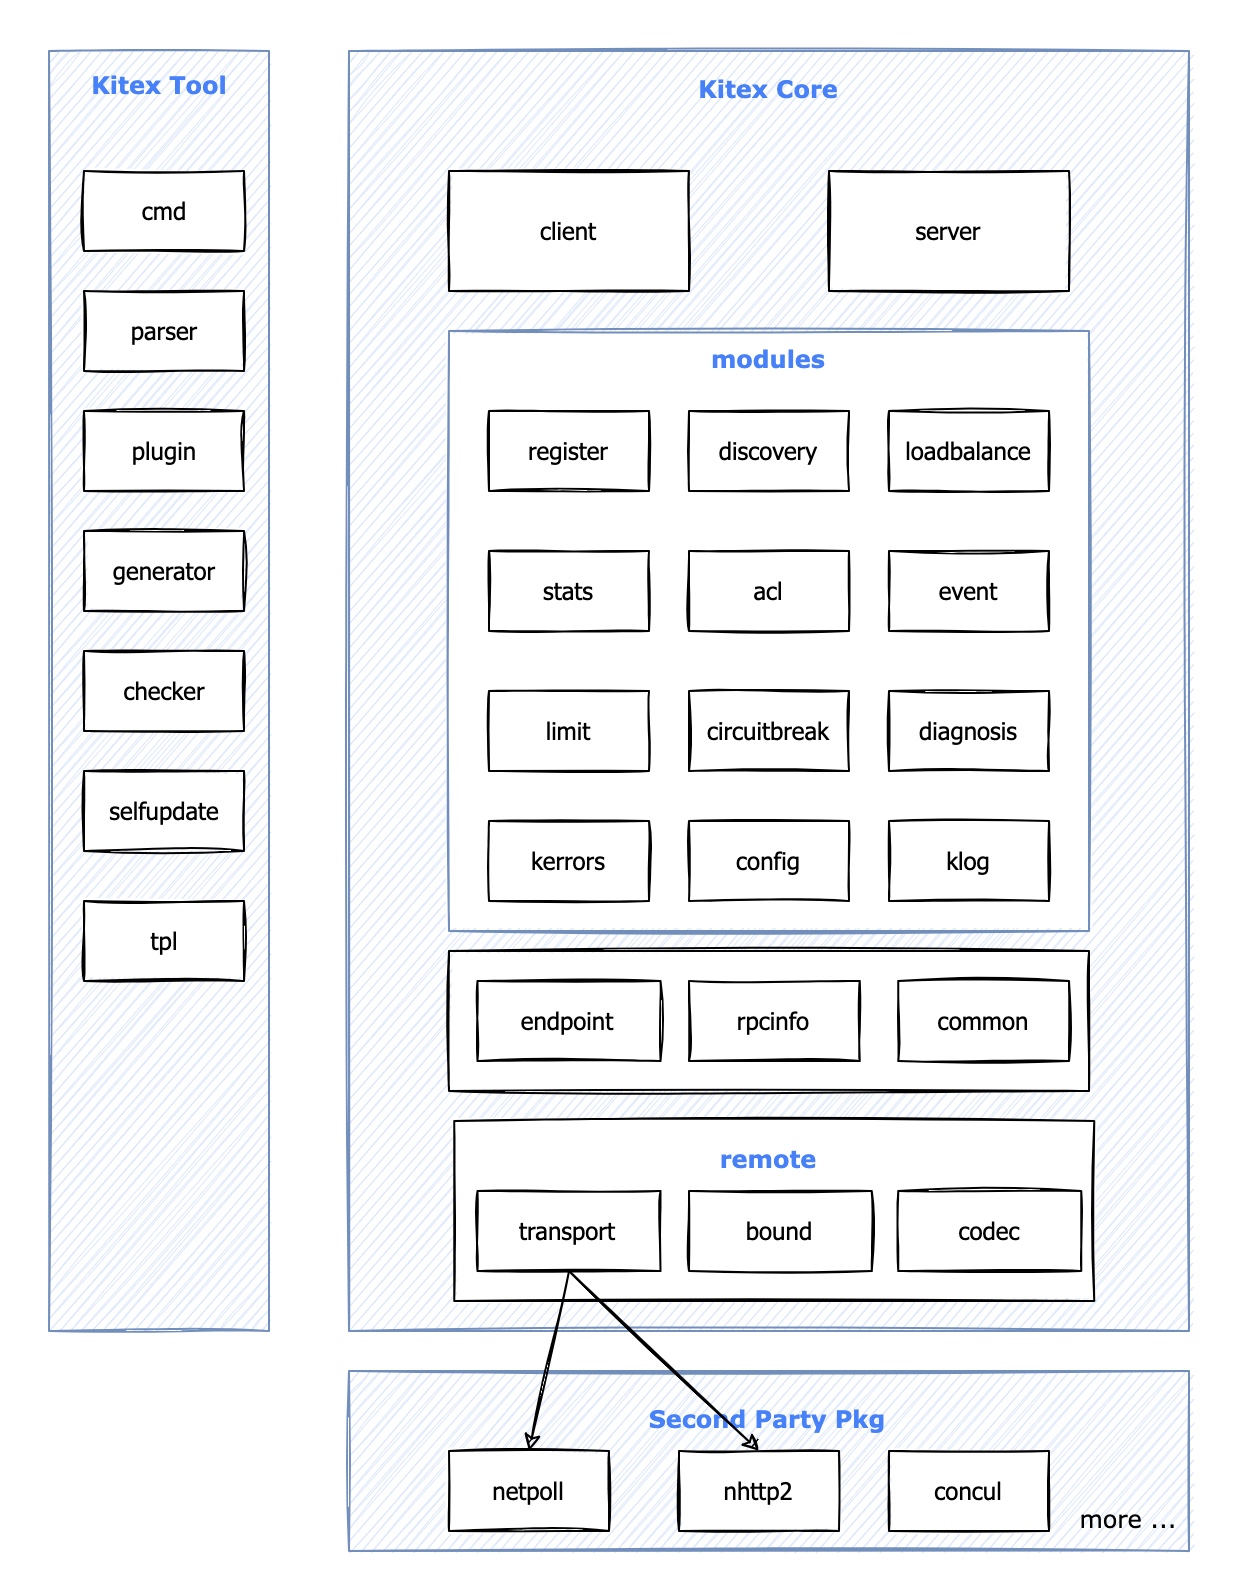 Kitex Tool
cmd
parser
plugin
generator
checker
selfupdate
tpl
Kitex Core
client
server
modules
register
discovery
loadbalance
stats
acl
event
limit
circuitbreak
diagnosis
kerrors
config
klog
endpoint
rpcinfo
common
remote
transport
bound
codec
Second Party Pkg
netpoll
nhttp2
concul
more ...